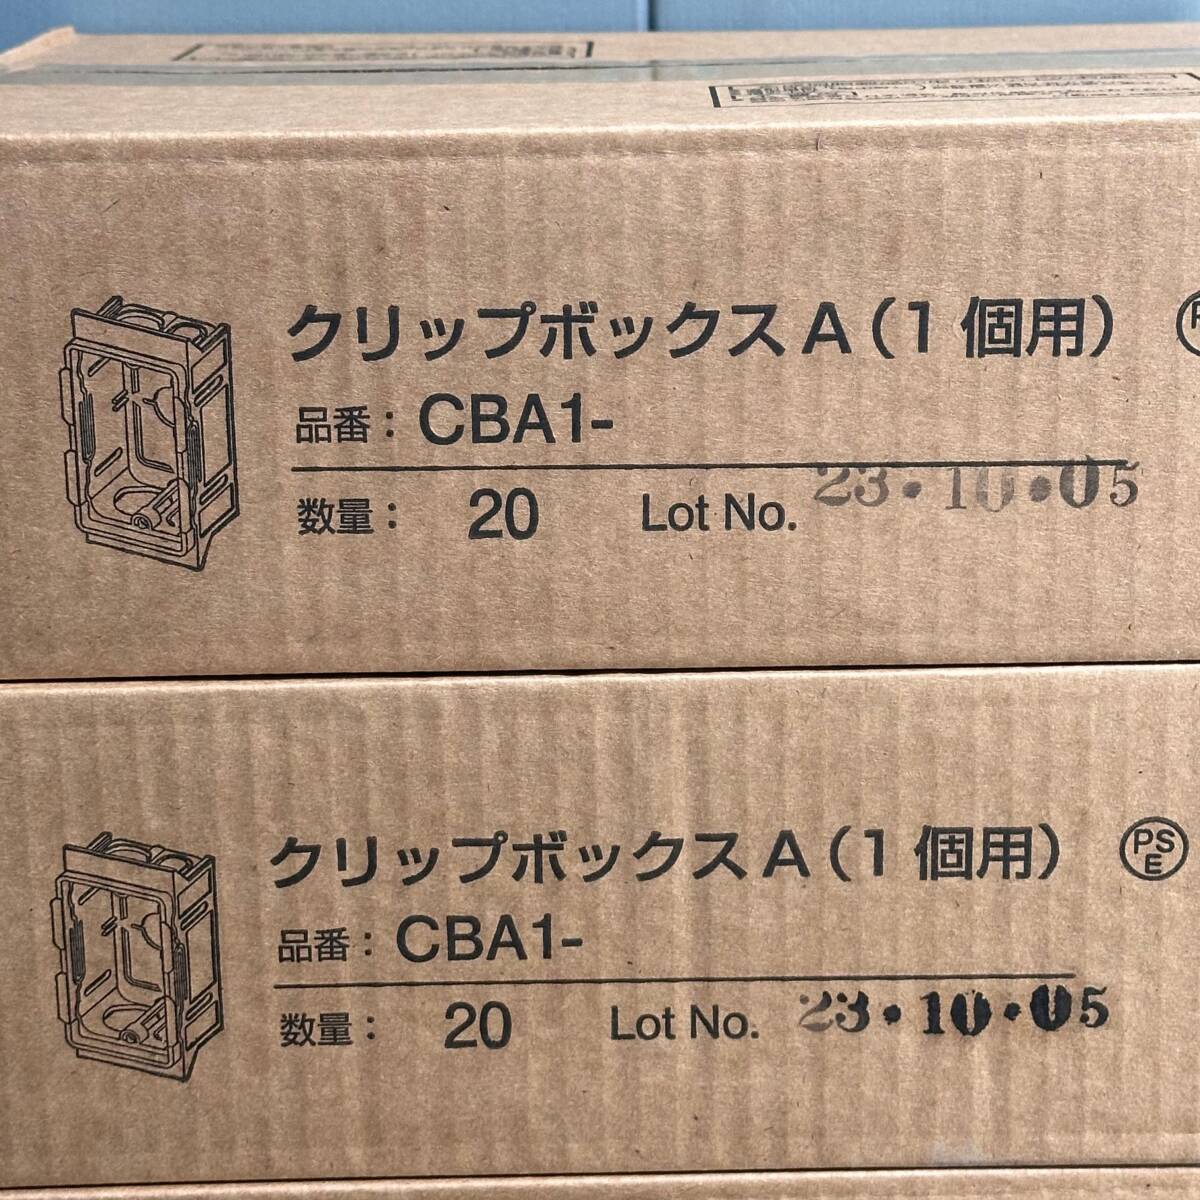 クリップボックスA(1個用)
品番: CBA1-
数量: 20 Lot No. 23・10・05
クリップボックスA(1個用) PSE
品番: CBA1-
数量: 20 Lot No. 23・10・05